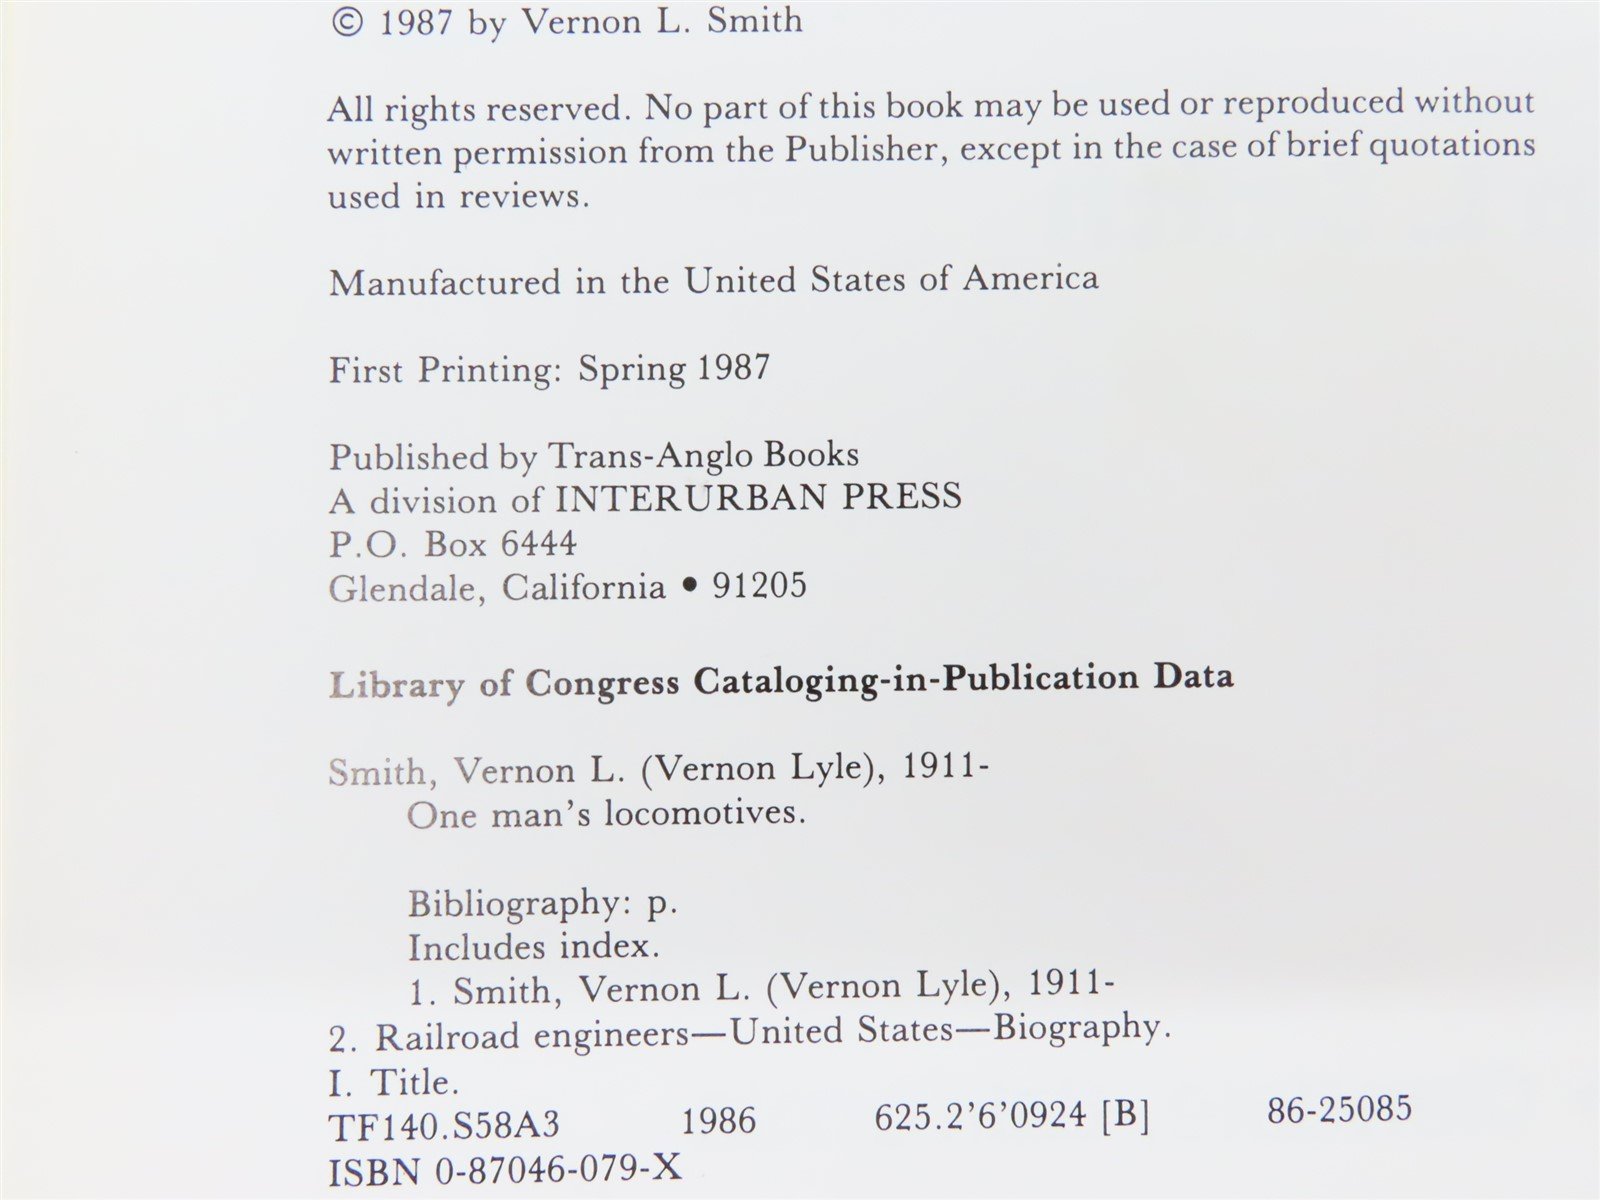 © 1987 by Vernon L. Smith
All rights reserved. No part of this book may be used or reproduced without
written permission from the Publisher, except in the case of brief quotations
used in reviews.
Manufactured in the United States of America
First Printing: Spring 1987
Published by Trans-Anglo Books
A division of INTERURBAN PRESS
P.O. Box 6444
Glendale, California • 91205
Library of Congress Cataloging-in-Publication Data
Smith, Vernon L. (Vernon Lyle), 1911-
One man’s locomotives.
Bibliography: p.
Includes index.
1. Smith, Vernon L. (Vernon Lyle), 1911-
2. Railroad engineers—United States—Biography.
I. Title.
TF140.S58A3 1986 625.2’6’0924 [B] 86-25085
ISBN 0-87046-079-X